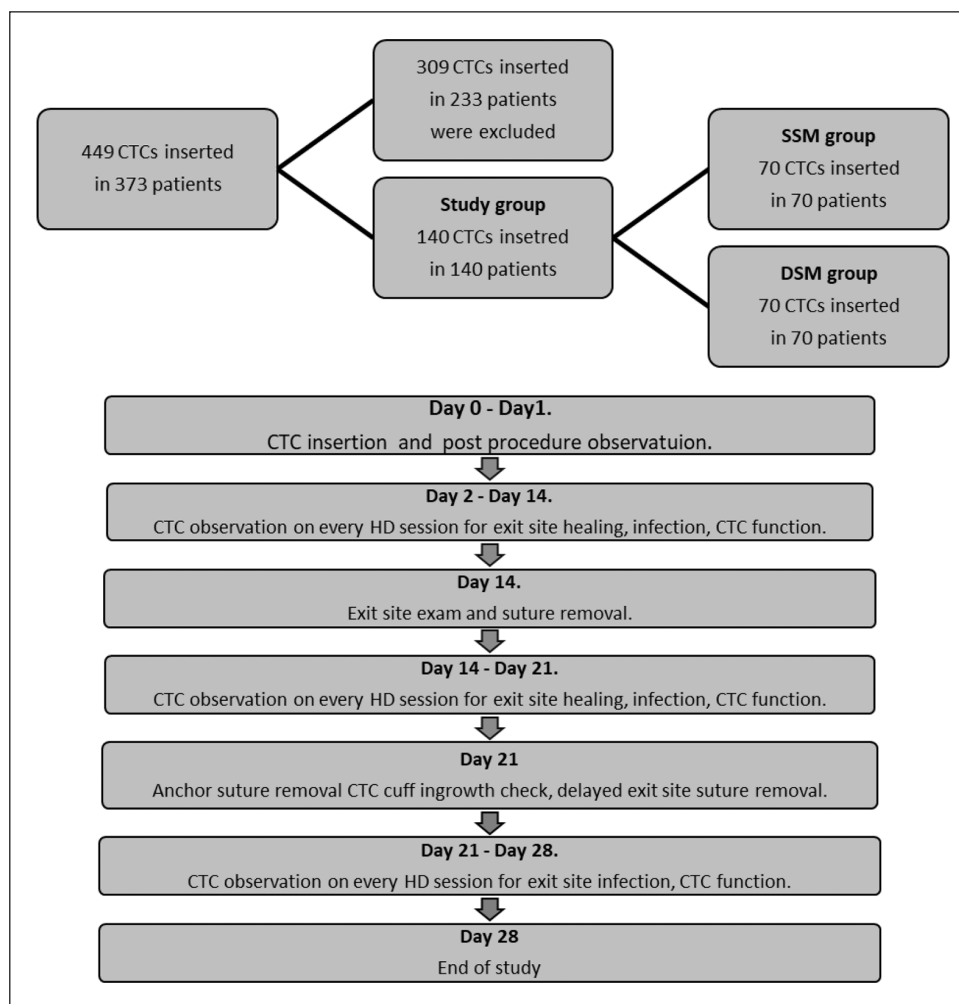 449 CTCs inserted
in 373 patients
309 CTCs inserted
in 233 patients
were excluded
Study group
140 CTCs insetred
in 140 patients
SSM group
70 CTCs inserted
in 70 patients
DSM group
70 CTCs inserted
in 70 patients
Day 0 - Day1.
CTC insertion and post procedure observatuion.
Day 2 - Day 14.
CTC observation on every HD session for exit site healing, infection, CTC function.
Day 14.
Exit site exam and suture removal.
Day 14 - Day 21.
CTC observation on every HD session for exit site healing, infection, CTC function.
Day 21
Anchor suture removal CTC cuff ingrowth check, delayed exit site suture removal.
Day 21 - Day 28.
CTC observation on every HD session for exit site infection, CTC function.
Day 28
End of study